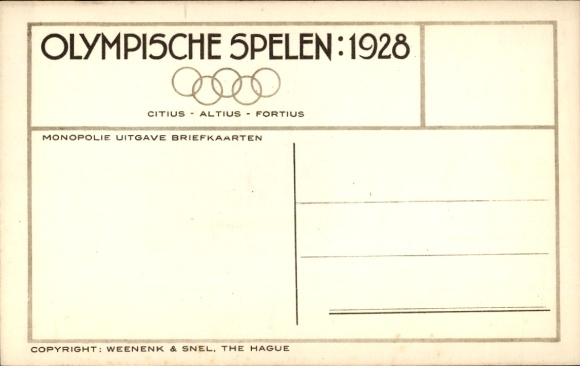 OLYMPISCHE SPELEN: 1928
CITIUS - ALTIUS - FORTIUS
MONOPOLIE UITGAVE BRIEFKAARTEN
COPYRIGHT: WEENENK & SNEL, THE HAGUE